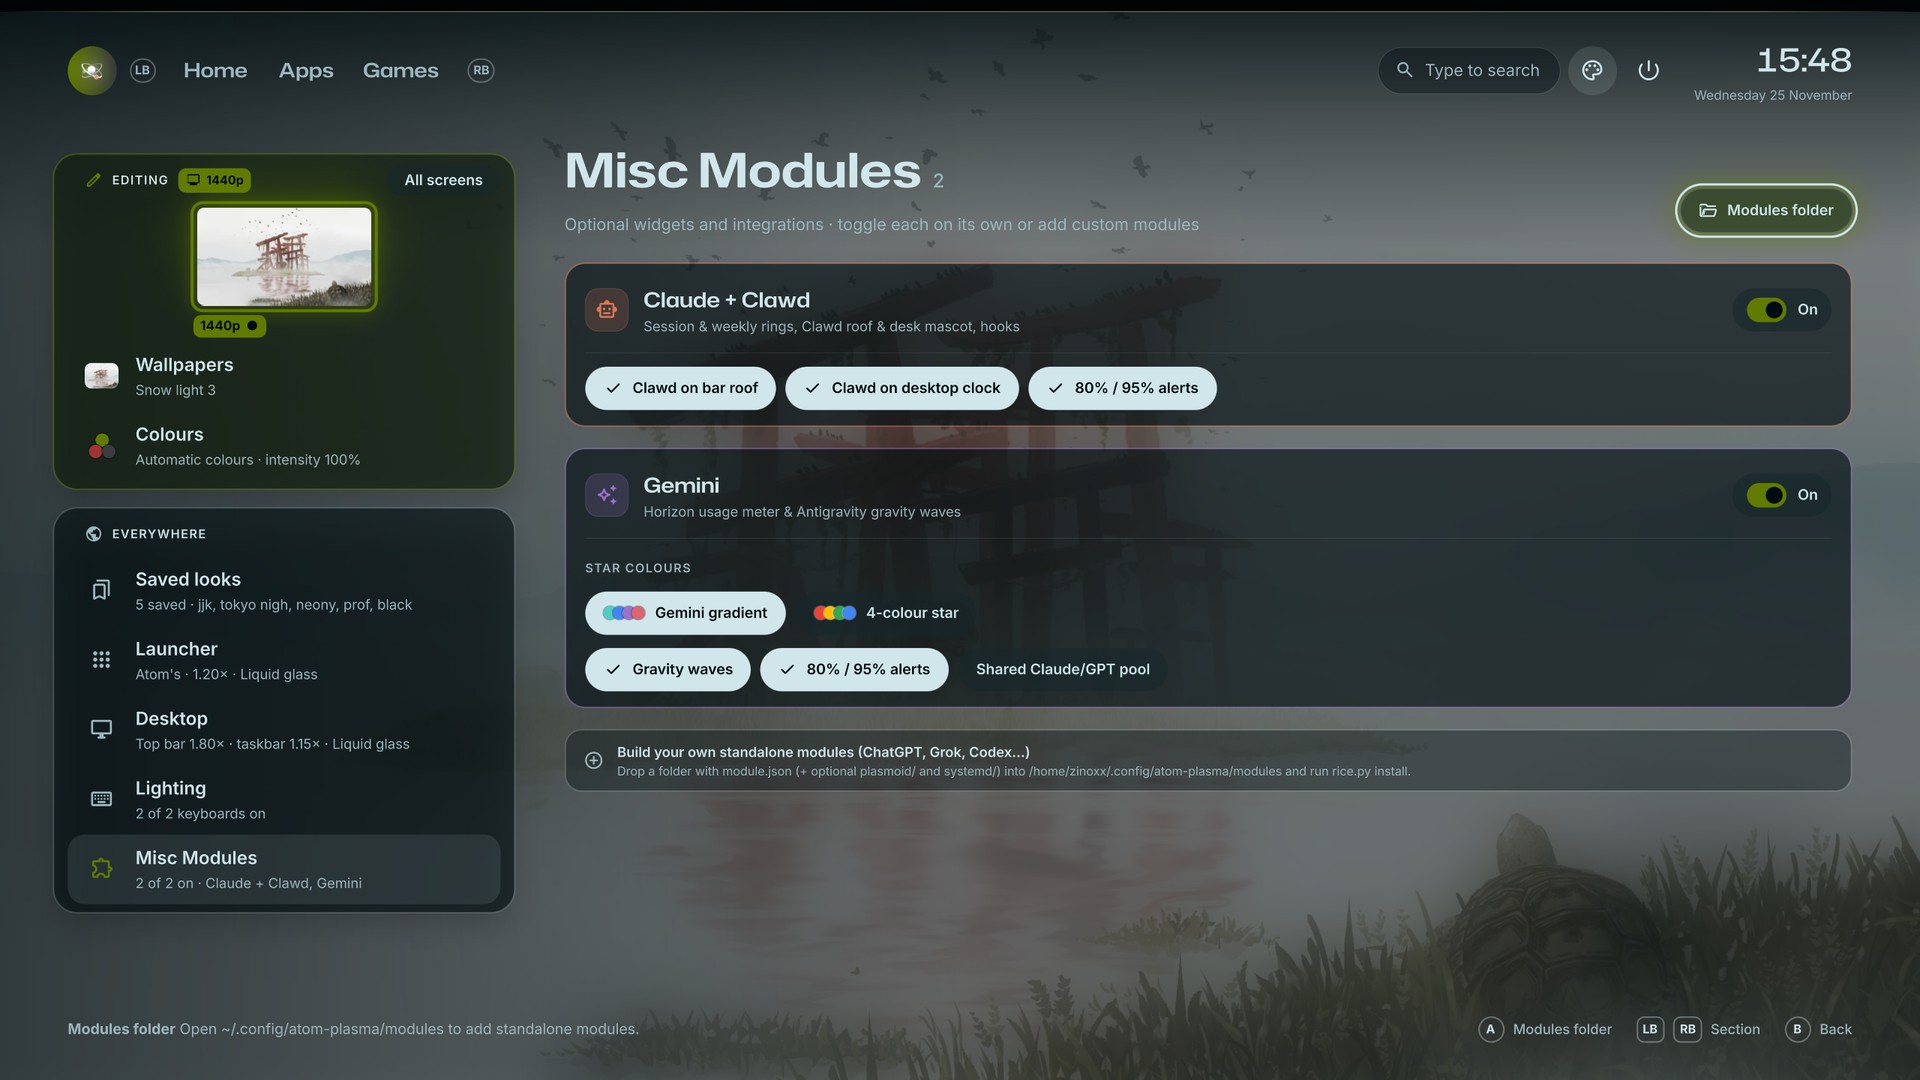 LB Home Apps Games RB
Type to search
15:48
Wednesday 25 November
EDITING 1440p All screens
1440p
Wallpapers
Snow light 3
Colours
Automatic colours · intensity 100%
EVERYWHERE
Saved looks
5 saved · jjk, tokyo nigh, neony, prof, black
Launcher
Atom's · 1.20× · Liquid glass
Desktop
Top bar 1.80× · taskbar 1.15× · Liquid glass
Lighting
2 of 2 keyboards on
Misc Modules
2 of 2 on · Claude + Clawd, Gemini
Misc Modules 2
Optional widgets and integrations · toggle each on its own or add custom modules
Modules folder
Claude + Clawd
Session & weekly rings, Clawd roof & desk mascot, hooks
On
Clawd on bar roof Clawd on desktop clock 80% / 95% alerts
Gemini
Horizon usage meter & Antigravity gravity waves
On
STAR COLOURS
Gemini gradient 4-colour star
Gravity waves 80% / 95% alerts Shared Claude/GPT pool
Build your own standalone modules (ChatGPT, Grok, Codex...)
Drop a folder with module.json (+ optional plasmoid/ and systemd/) into /home/zinoxx/.config/atom-plasma/modules and run rice.py install.
Modules folder Open ~/.config/atom-plasma/modules to add standalone modules.
A Modules folder LB RB Section B Back